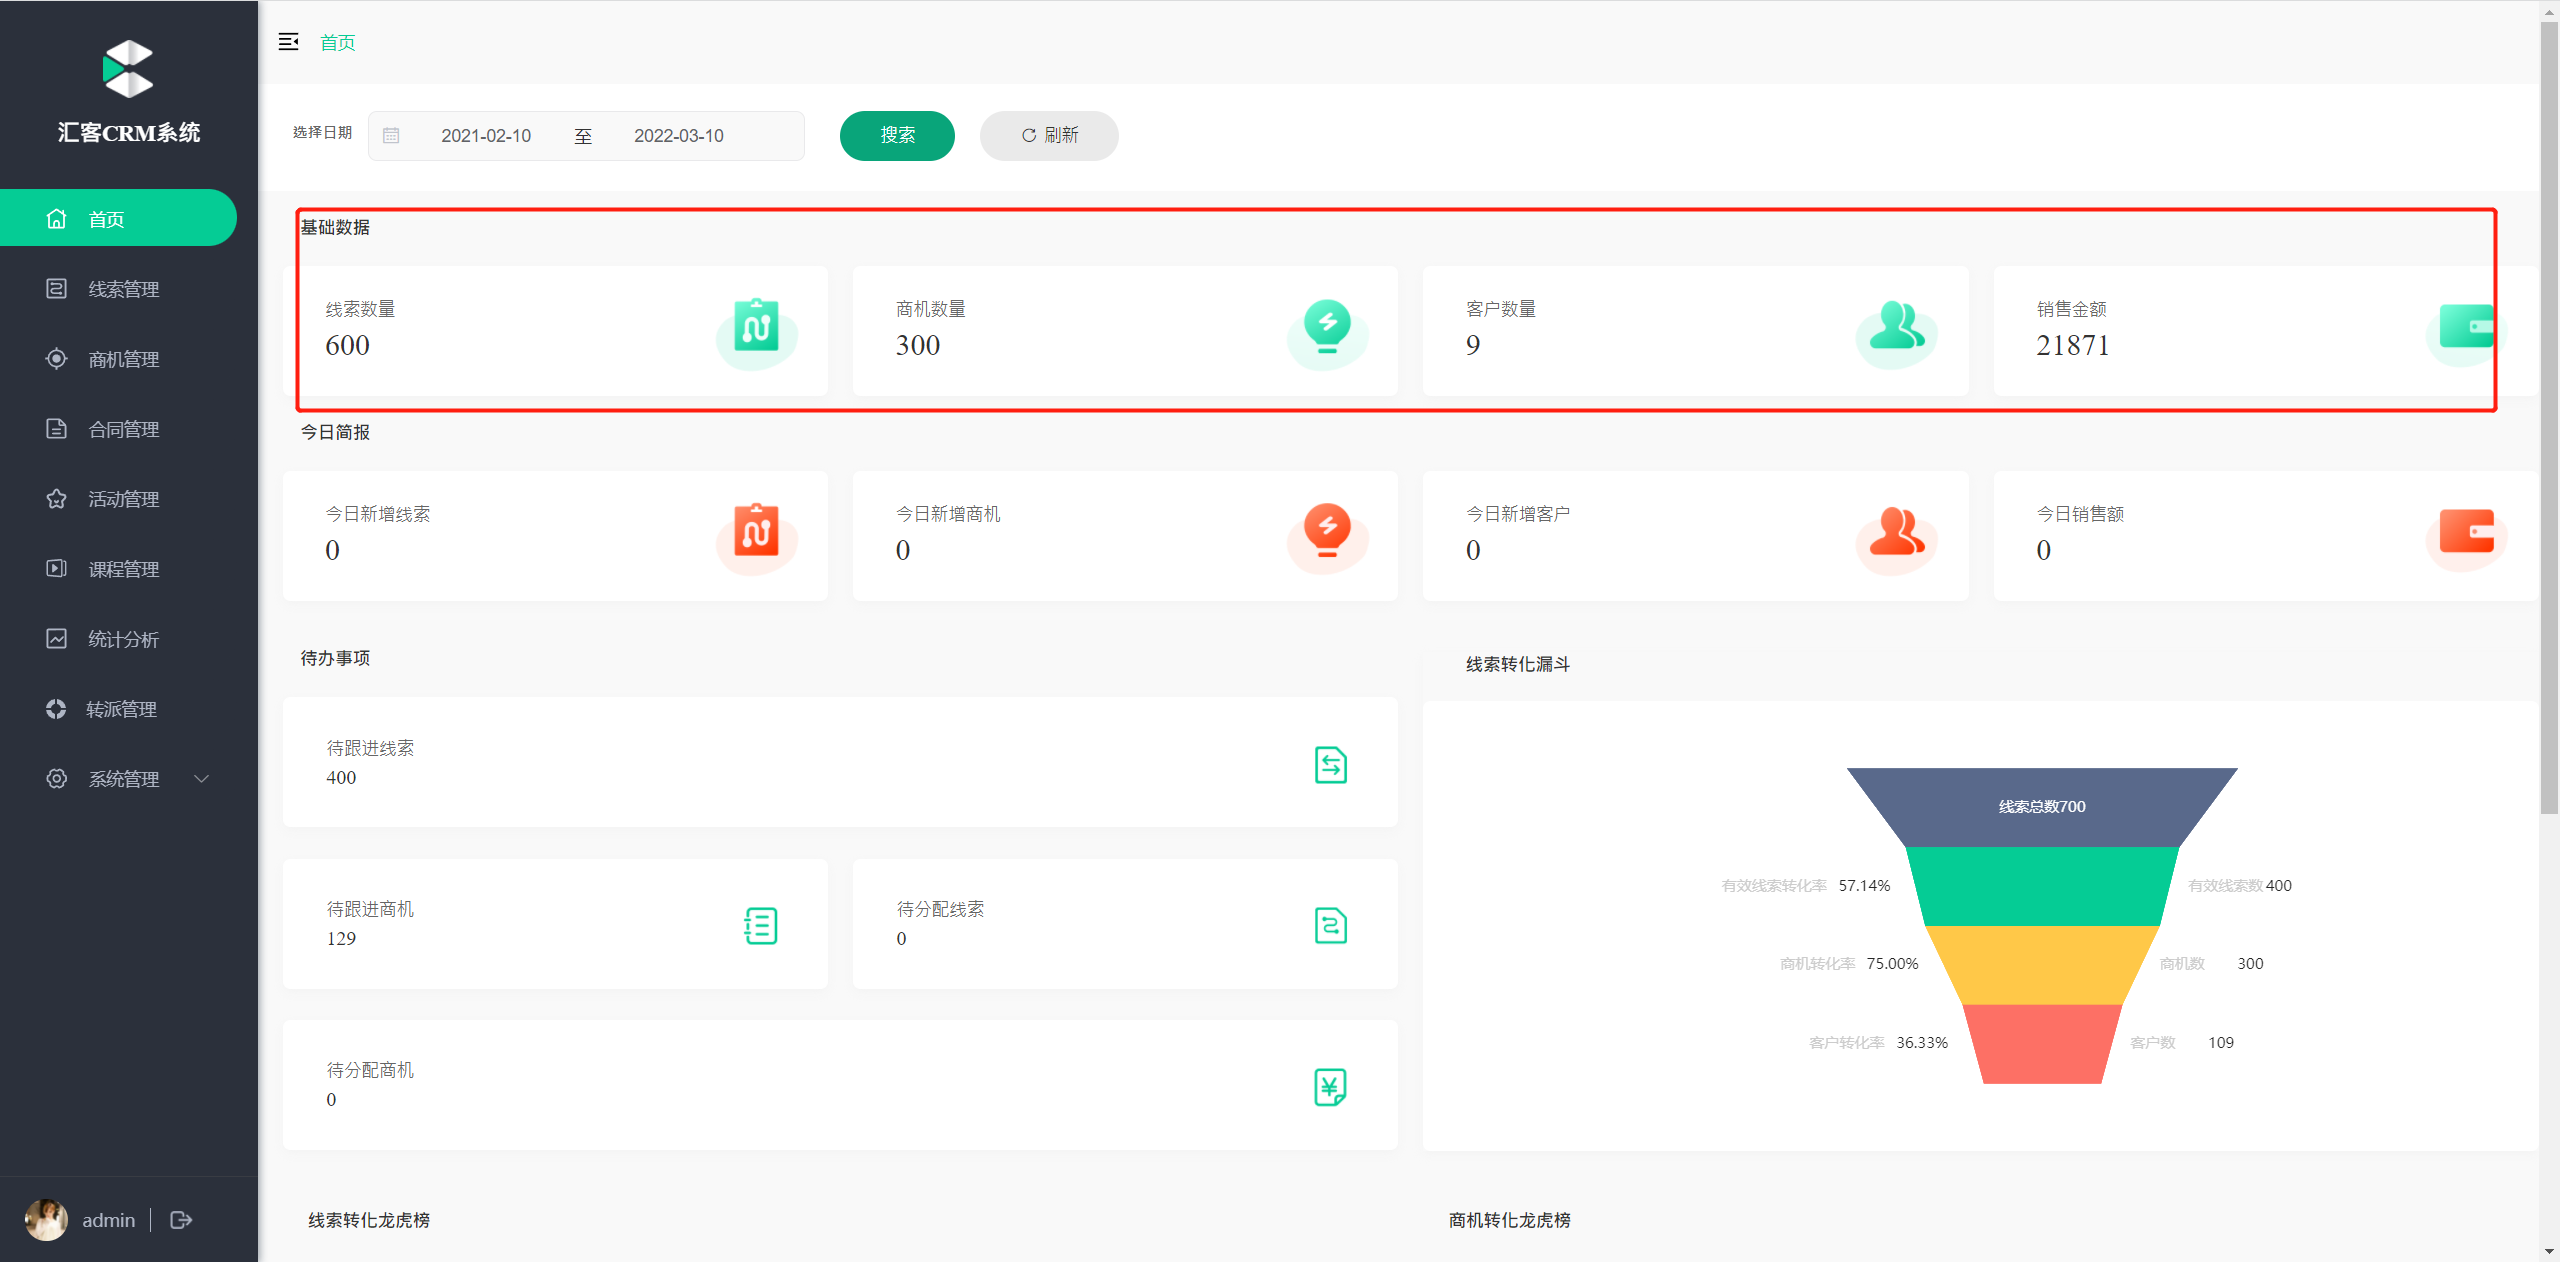 汇客CRM系统
首页
线索管理
商机管理
合同管理
活动管理
课程管理
统计分析
转派管理
系统管理
admin
首页
选择日期 2021-02-10 至 2022-03-10 搜索 刷新
基础数据
线索数量
600
商机数量
300
客户数量
9
销售金额
21871
今日简报
今日新增线索
0
今日新增商机
0
今日新增客户
0
今日销售额
0
待办事项
待跟进线索
400
待跟进商机
129
待分配线索
0
待分配商机
0
线索转化漏斗
线索总数700
有效线索转化率 57.14% 有效线索数 400
商机转化率 75.00% 商机数 300
客户转化率 36.33% 客户数 109
线索转化龙虎榜
商机转化龙虎榜